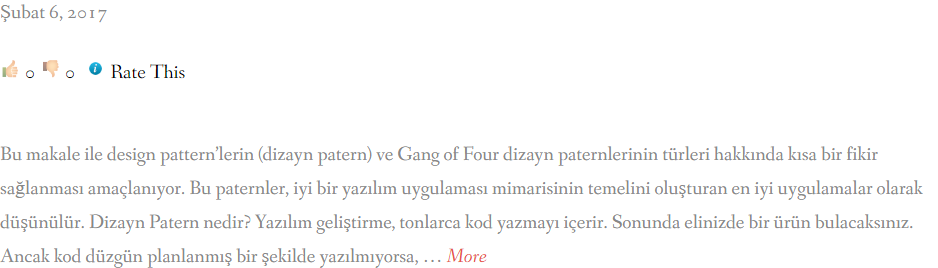 Şubat 6, 2017
0 0 Rate This
Bu makale ile design pattern’lerin (dizayn patern) ve Gang of Four dizayn paternlerinin türleri hakkında kısa bir fikir
sağlanması amaçlanıyor. Bu paternler, iyi bir yazılım uygulaması mimarisinin temelini oluşturan en iyi uygulamalar olarak
düşünülür. Dizayn Patern nedir? Yazılım geliştirme, tonlarca kod yazmayı içerir. Sonunda elinizde bir ürün bulacaksınız.
Ancak kod düzgün planlanmış bir şekilde yazılmıyorsa, … More